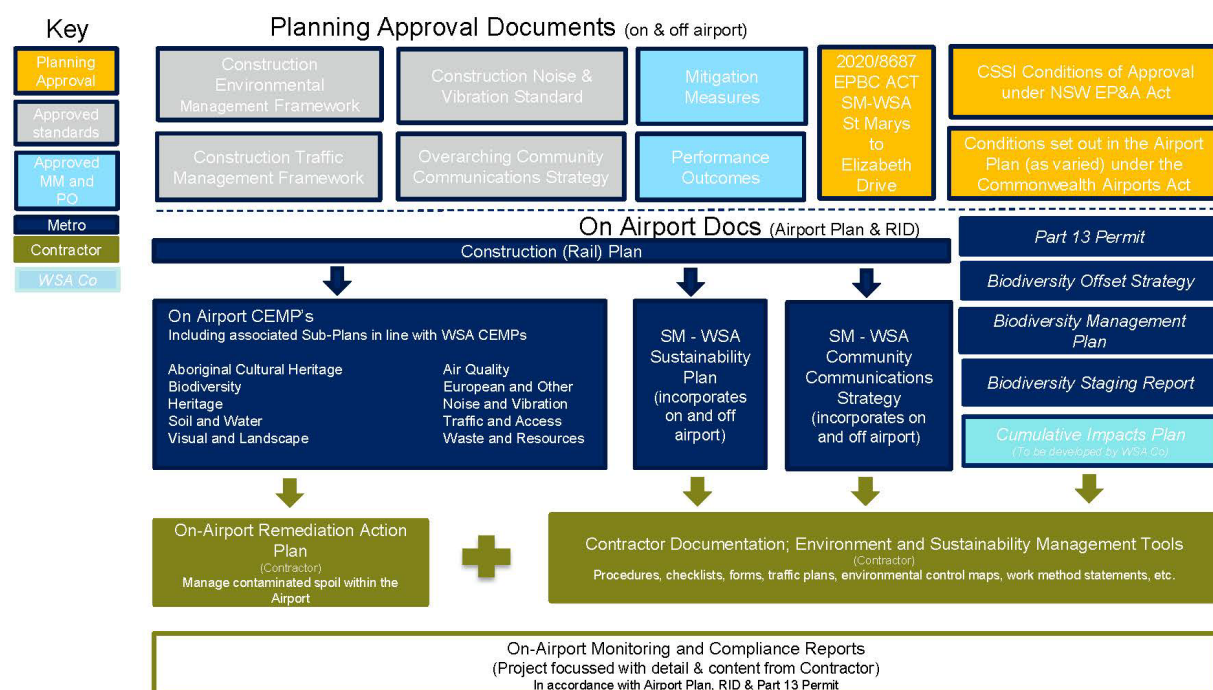 Key
Planning
Approval
Approved
standards
Approved
MM and
PO
Metro
Contractor
WSA Co
Planning Approval Documents (on & off airport)
Construction
Environmental
Management Framework
Construction Noise &
Vibration Standard
Mitigation
Measures
2020/8687
EPBC ACT
SM-WSA
St Marys
to
Elizabeth
Drive
CSSI Conditions of Approval
under NSW EP&A Act
Construction Traffic
Management Framework
Overarching Community
Communications Strategy
Performance
Outcomes
Conditions set out in the Airport
Plan (as varied) under the
Commonwealth Airports Act
On Airport Docs (Airport Plan & RID)
Construction (Rail) Plan
Part 13 Permit
Biodiversity Offset Strategy
Biodiversity Management
Plan
Biodiversity Staging Report
Cumulative Impacts Plan
(To be developed by WSA Co)
On Airport CEMP's
Including associated Sub-Plans in line with WSA CEMPs
Aboriginal Cultural Heritage
Biodiversity
Heritage
Soil and Water
Visual and Landscape
Air Quality
European and Other
Noise and Vibration
Traffic and Access
Waste and Resources
SM - WSA
Sustainability
Plan
(incorporates
on and off
airport)
SM - WSA
Community
Communications
Strategy
(incorporates on
and off airport)
On-Airport Remediation Action
Plan
(Contractor)
Manage contaminated spoil within the
Airport
Contractor Documentation; Environment and Sustainability Management Tools
(Contractor)
Procedures, checklists, forms, traffic plans, environmental control maps, work method statements, etc.
On-Airport Monitoring and Compliance Reports
(Project focussed with detail & content from Contractor)
In accordance with Airport Plan, RID & Part 13 Permit